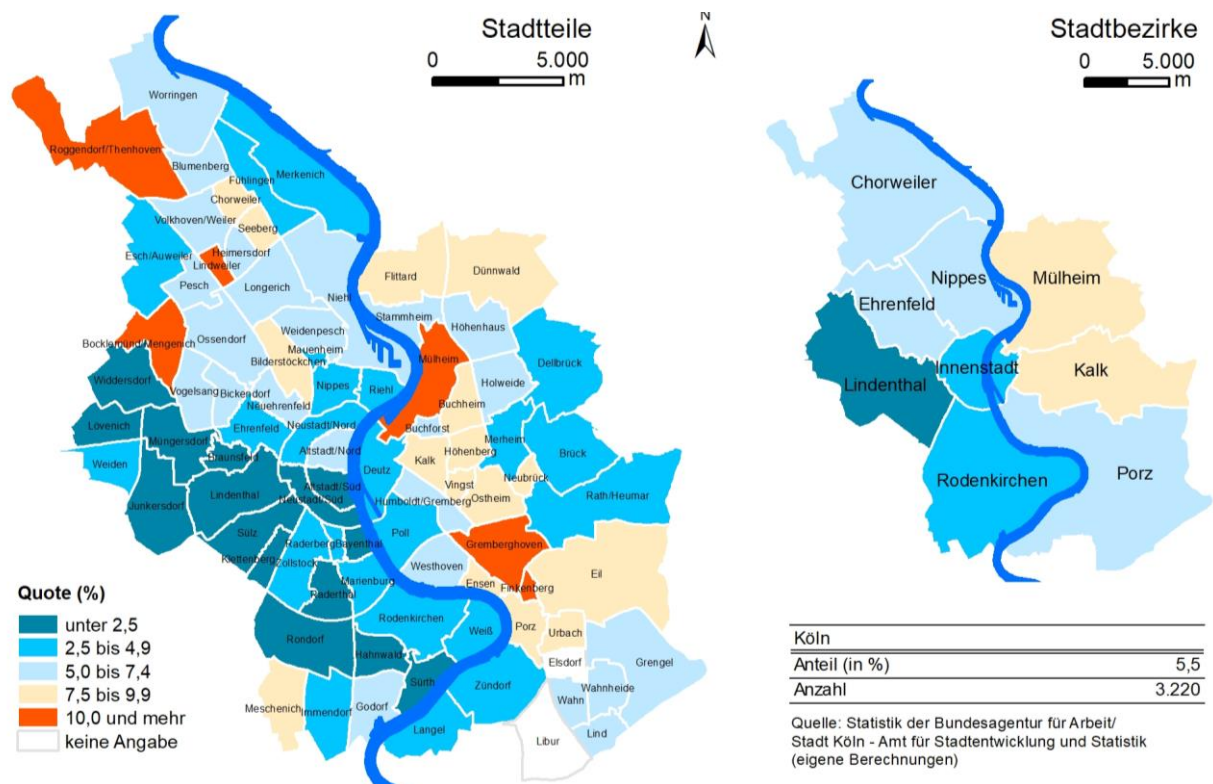 Stadtteile
0 5.000
m
N
Stadtbezirke
0 5.000
m
Worringen
Roggendorf/Thenhoven
Blumenberg
Fühlingen
Merkenich
Chorweiler
Volkhoven/Weiler
Seeberg
Esch/Auweiler
Heimersdorf
Lindweiler
Pesch
Longerich
Niehl
Flittard
Dünnwald
Stammheim
Höhenhaus
Bocklemünd/Mengenich
Ossendorf
Weidenpesch
Mauenheim
Bilderstöckchen
Mülheim
Dellbrück
Widdersdorf
Vogelsang
Bickendorf
Nippes
Riehl
Holweide
Neuehrenfeld
Buchheim
Lövenich
Ehrenfeld
Neustadt/Nord
Buchforst
Müngersdorf
Altstadt/Nord
Merheim
Weiden
Braunsfeld
Kalk
Höhenberg
Brück
Deutz
Neubrück
Vingst
Lindenthal
Altstadt/Süd
Neustadt/Süd
Humboldt/Gremberg
Ostheim
Rath/Heumar
Junkersdorf
Sülz
Poll
Raderberg
Bayenthal
Gremberghoven
Klettenberg
Zollstock
Westhoven
Marienburg
Ensen
Finkenberg
Eil
Raderthal
Rodenkirchen
Weiß
Porz
Urbach
Rondorf
Hahnwald
Elsdorf
Grengel
Sürth
Zündorf
Wahn
Wahnheide
Meschenich
Immendorf
Godorf
Langel
Libur
Lind
Quote (%)
unter 2,5
2,5 bis 4,9
5,0 bis 7,4
7,5 bis 9,9
10,0 und mehr
keine Angabe
Chorweiler
Nippes
Mülheim
Ehrenfeld
Lindenthal
Innenstadt
Kalk
Rodenkirchen
Porz
Köln
Anteil (in %) 5,5
Anzahl 3.220
Quelle: Statistik der Bundesagentur für Arbeit/
Stadt Köln - Amt für Stadtentwicklung und Statistik
(eigene Berechnungen)